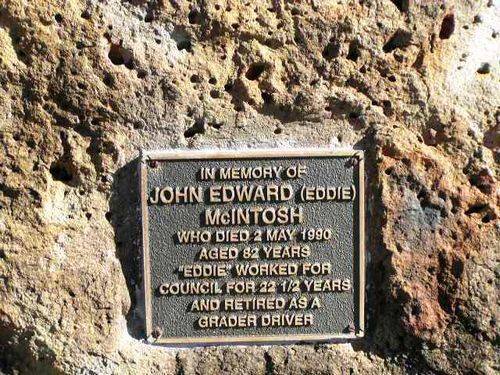 IN MEMORY OF
JOHN EDWARD (EDDIE)
McINTOSH
WHO DIED 2 MAY 1990
AGED 82 YEARS
"EDDIE" WORKED FOR
COUNCIL FOR 22 1/2 YEARS
AND RETIRED AS A
GRADER DRIVER